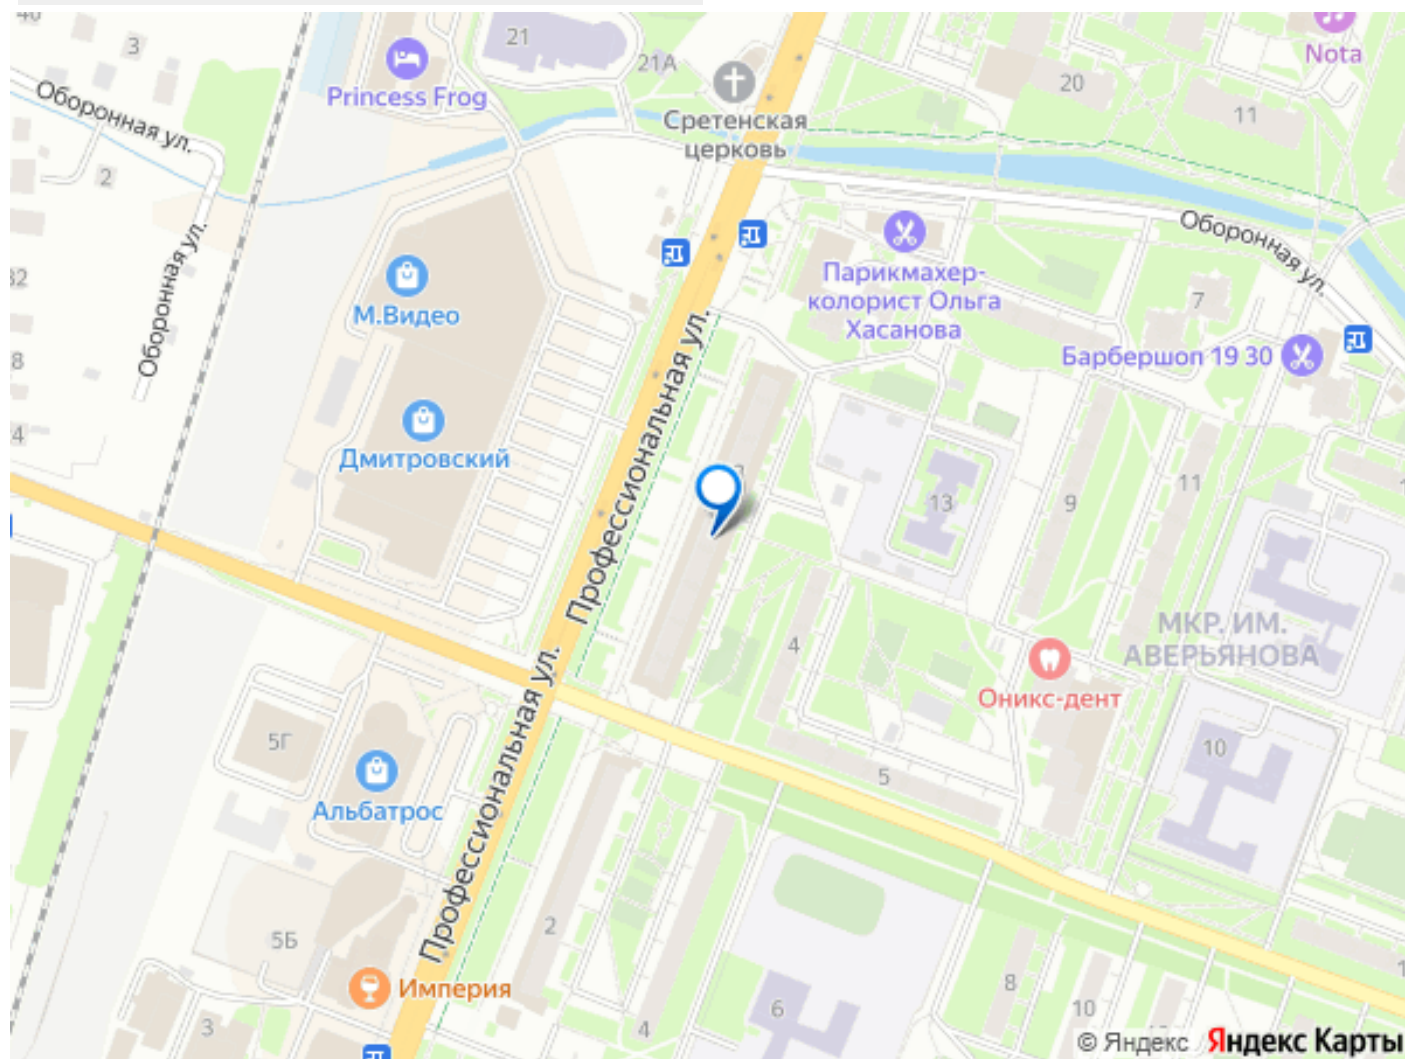 3
21
21А
Princess Frog
Nota
20
11
Оборонная ул.
Сретенская
церковь
2
Оборонная ул.
Парикмахер-
колорист Ольга
Хасанова
7
М.Видео
Оборонная ул.
Барбершоп 19 30
Профессиональная ул.
Дмитровский
13
9
11
4
МКР. ИМ.
АВЕРЬЯНОВА
Оникс-дент
5Г
5
10
Альбатрос
Профессиональная ул.
2
5Б
Империя
3
4
6
8
10
© Яндекс Яндекс Карты